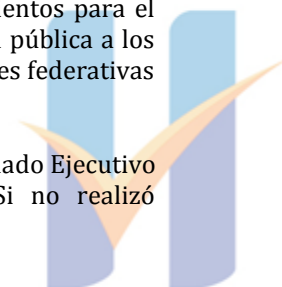 entos para el
pública a los
es federativas
ado Ejecutivo
Si no realizó